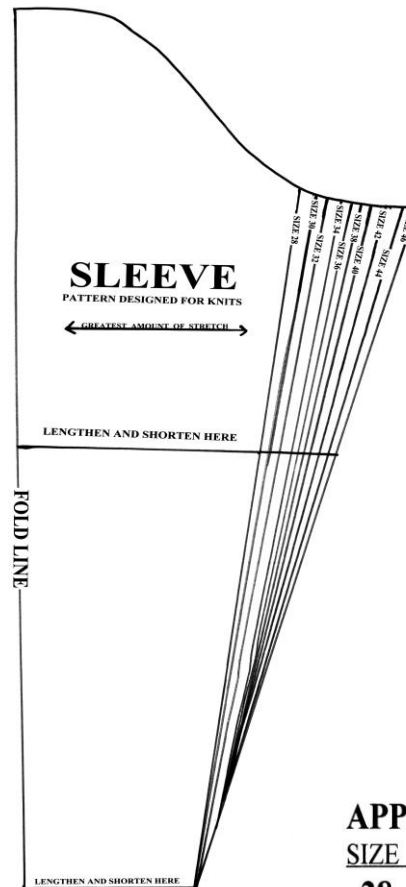 SLEEVE
PATTERN DESIGNED FOR KNITS
GREATEST AMOUNT OF STRETCH
SIZE 28
SIZE 30
SIZE 32
SIZE 34
SIZE 36
SIZE 38
SIZE 40
SIZE 42
SIZE 44
SIZE 46
LENGTHEN AND SHORTEN HERE
FOLD LINE
LENGTHEN AND SHORTEN HERE
APP
SIZE
28